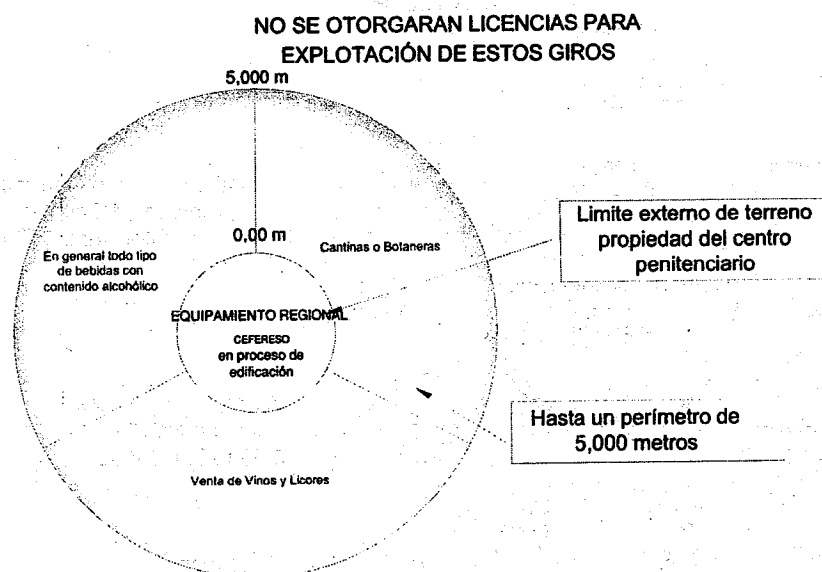 NO SE OTORGARAN LICENCIAS PARA
EXPLOTACIÓN DE ESTOS GIROS
5,000 m
0.00 m
En general todo tipo
de bebidas con
contenido alcohólico
Cantinas o Botaneras
Limite externo de terreno
propiedad del centro
penitenciario
EQUIPAMIENTO REGIONAL
CEFERESO
en proceso de
edificación
Hasta un perímetro de
5,000 metros
Venta de Vinos y Licores